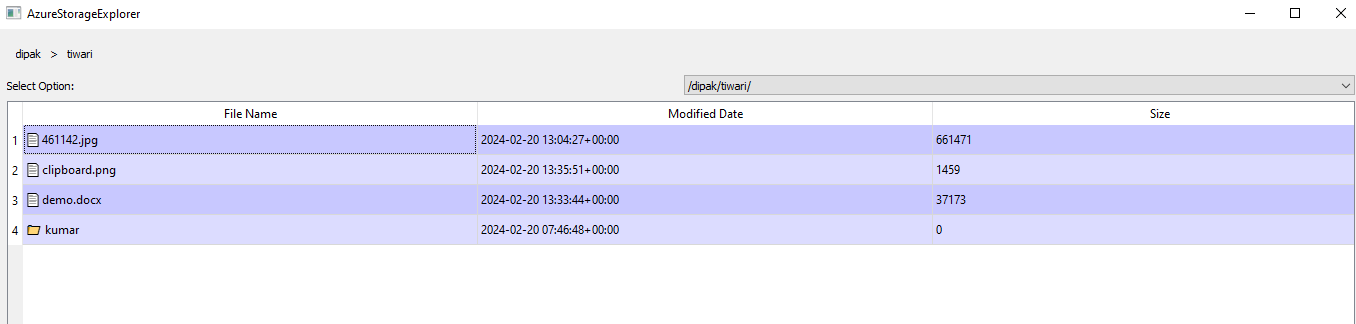 AzureStorageExplorer
dipak > tiwari
Select Option: /dipak/tiwari/
File Name Modified Date Size
1 461142.jpg 2024-02-20 13:04:27+00:00 661471
2 clipboard.png 2024-02-20 13:35:51+00:00 1459
3 demo.docx 2024-02-20 13:33:44+00:00 37173
4 kumar 2024-02-20 07:46:48+00:00 0